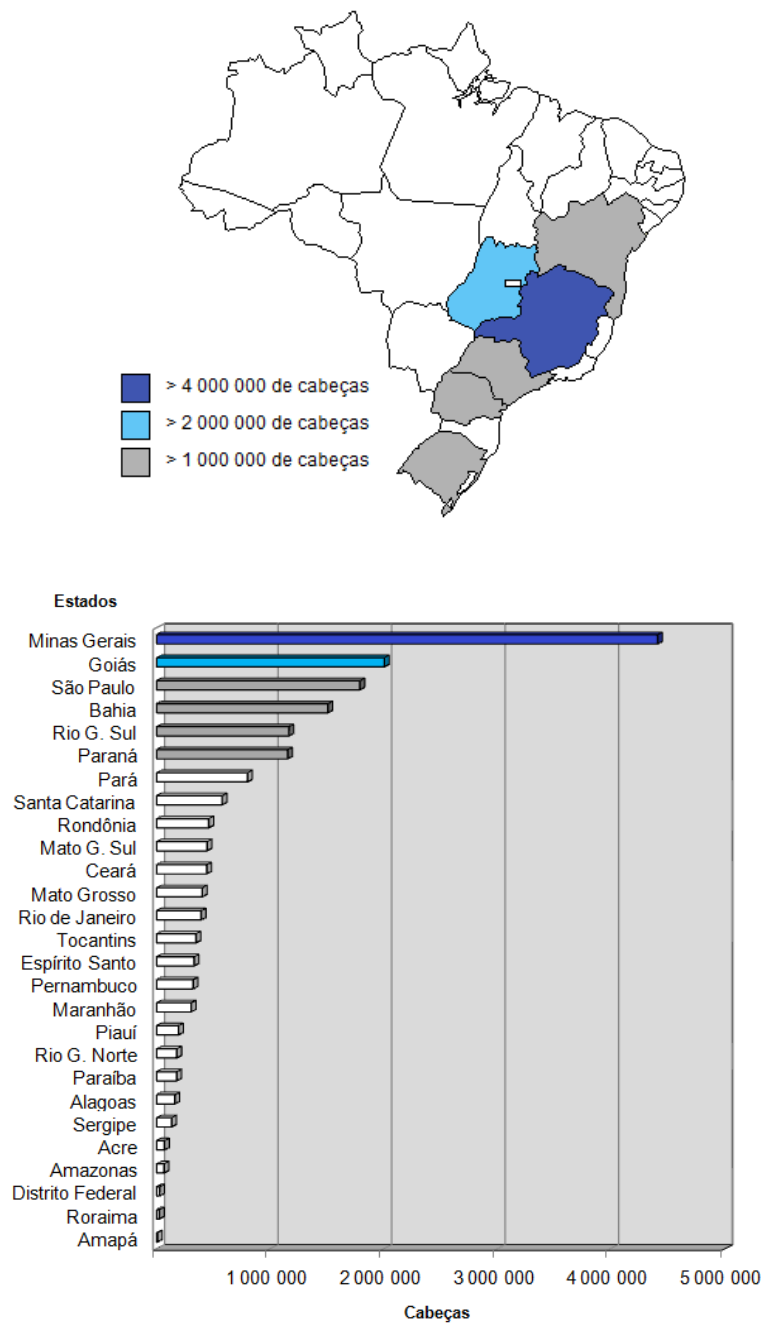 > 4 000 000 de cabeças
> 2 000 000 de cabeças
> 1 000 000 de cabeças
Estados
Minas Gerais
Goiás
São Paulo
Bahia
Rio G. Sul
Paraná
Pará
Santa Catarina
Rondônia
Mato G. Sul
Ceará
Mato Grosso
Rio de Janeiro
Tocantins
Espírito Santo
Pernambuco
Maranhão
Piauí
Rio G. Norte
Paraíba
Alagoas
Sergipe
Acre
Amazonas
Distrito Federal
Roraima
Amapá
1 000 000 2 000 000 3 000 000 4 000 000 5 000 000
Cabeças